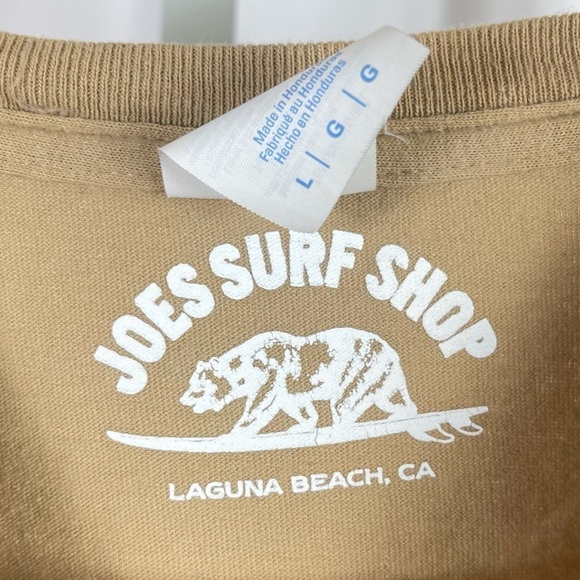 Made in Honduras
Fabriqué au Honduras
Hecho en Honduras
L | G | G
JOES SURF SHOP
LAGUNA BEACH, CA